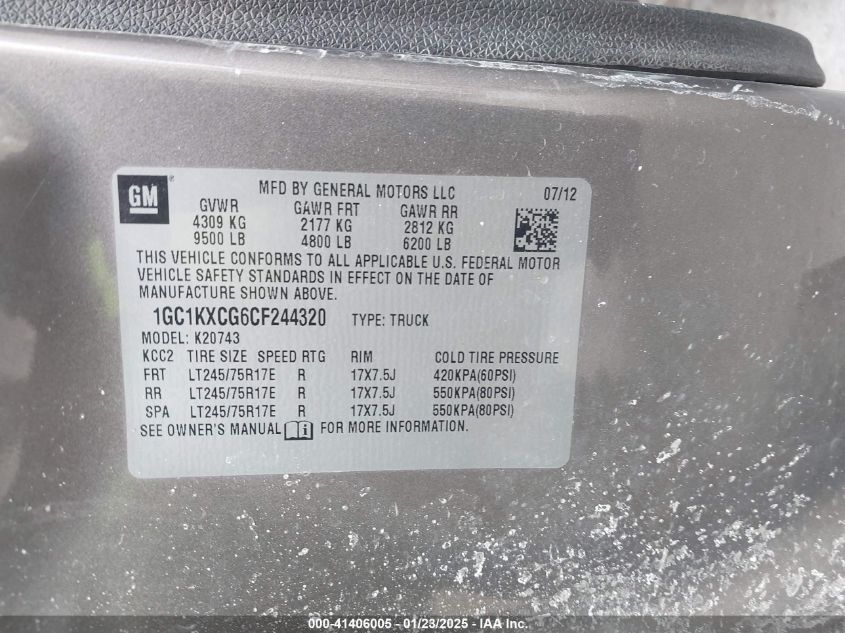 GM
MFD BY GENERAL MOTORS LLC 07/12
GVWR GAWR FRT GAWR RR
4309 KG 2177 KG 2812 KG
9500 LB 4800 LB 6200 LB
THIS VEHICLE CONFORMS TO ALL APPLICABLE U.S. FEDERAL MOTOR
VEHICLE SAFETY STANDARDS IN EFFECT ON THE DATE OF
MANUFACTURE SHOWN ABOVE.
1GC1KXCG6CF244320 TYPE: TRUCK
MODEL: K20743
KCC2 TIRE SIZE SPEED RTG RIM COLD TIRE PRESSURE
FRT LT245/75R17E R 17X7.5J 420KPA(60PSI)
RR LT245/75R17E R 17X7.5J 550KPA(80PSI)
SPA LT245/75R17E R 17X7.5J 550KPA(80PSI)
SEE OWNER'S MANUAL FOR MORE INFORMATION.
000-41406005 - 01/23/2025 - IAA Inc.